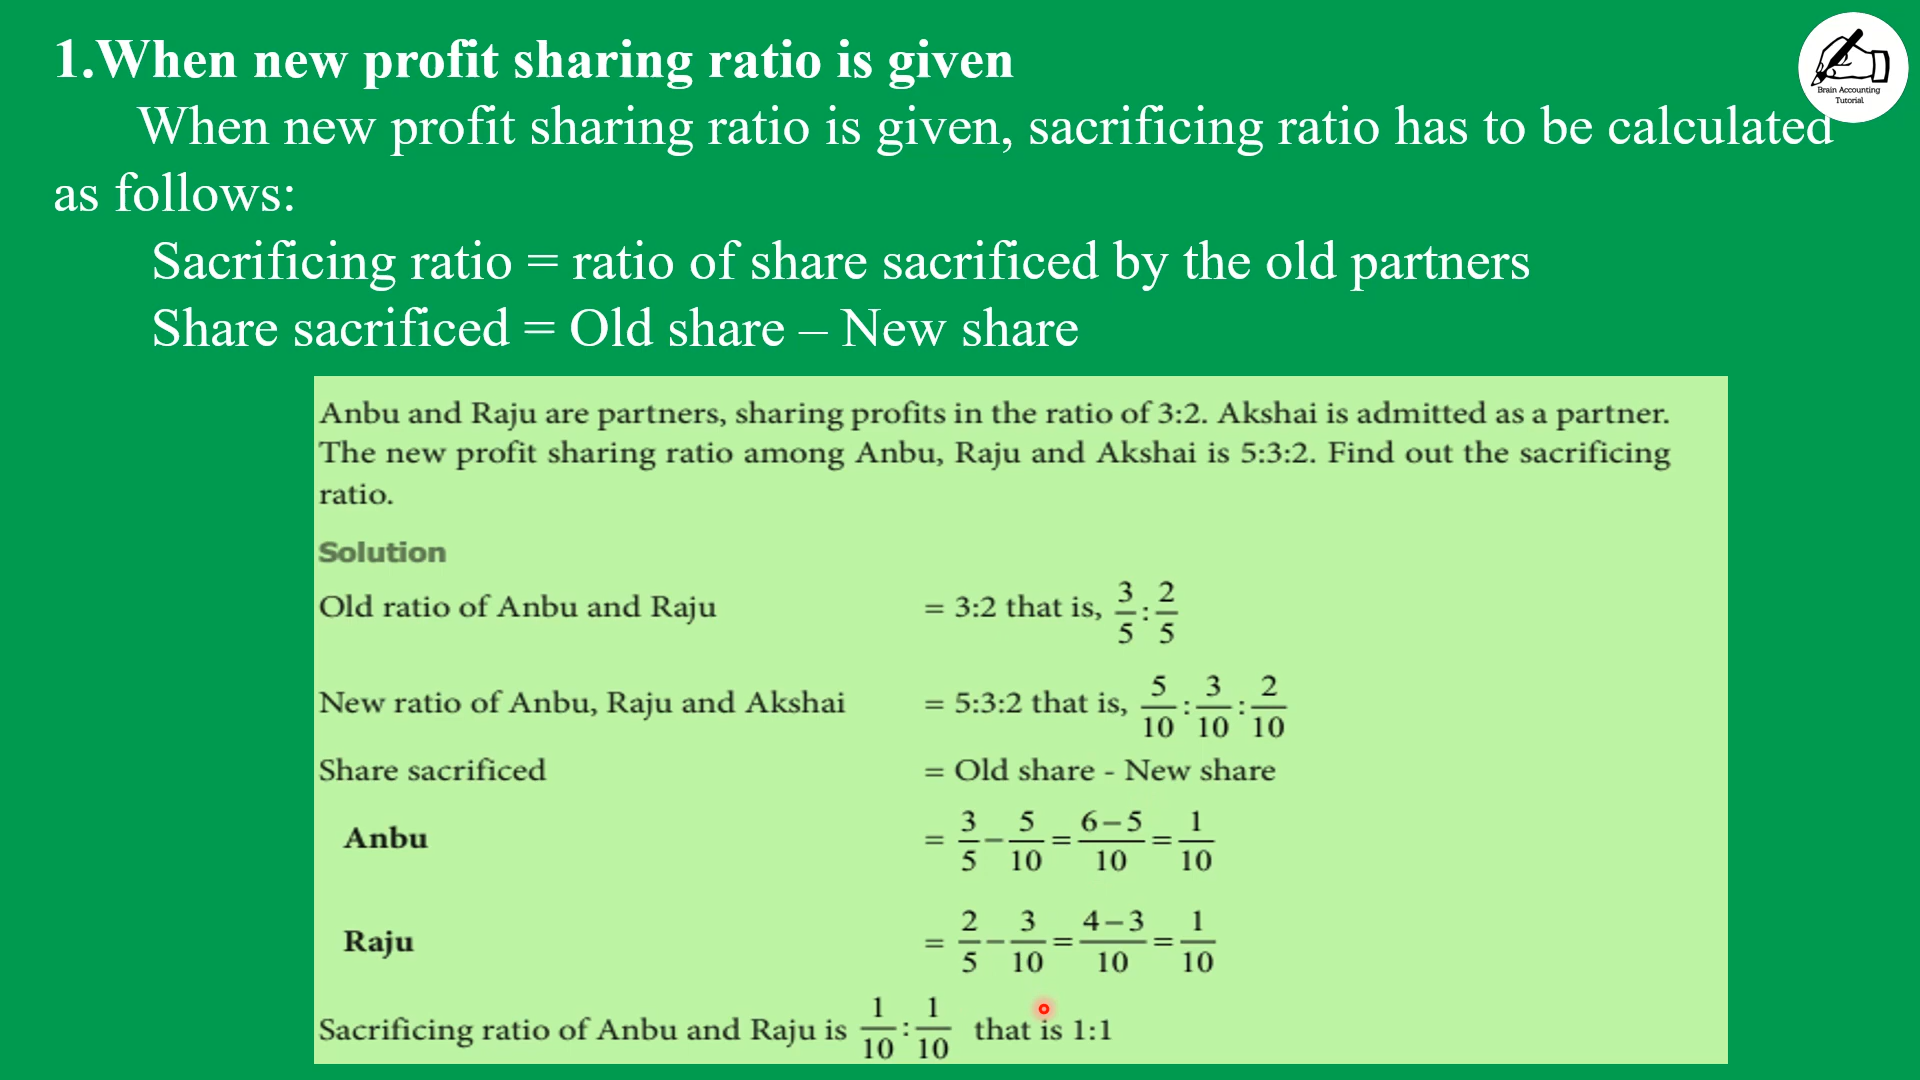 1.When new profit sharing ratio is given
Brain Accounting
Tutorial
When new profit sharing ratio is given, sacrificing ratio has to be calculated
as follows:
Sacrificing ratio = ratio of share sacrificed by the old partners
Share sacrificed = Old share – New share
Anbu and Raju are partners, sharing profits in the ratio of 3:2. Akshai is admitted as a partner.
The new profit sharing ratio among Anbu, Raju and Akshai is 5:3:2. Find out the sacrificing
ratio.
Solution
Old ratio of Anbu and Raju = 3:2 that is, 3/5 : 2/5
New ratio of Anbu, Raju and Akshai = 5:3:2 that is, 5/10 : 3/10 : 2/10
Share sacrificed = Old share - New share
Anbu = 3/5 – 5/10 = 6–5/10 = 1/10
Raju = 2/5 – 3/10 = 4–3/10 = 1/10
Sacrificing ratio of Anbu and Raju is 1/10 : 1/10 that is 1:1